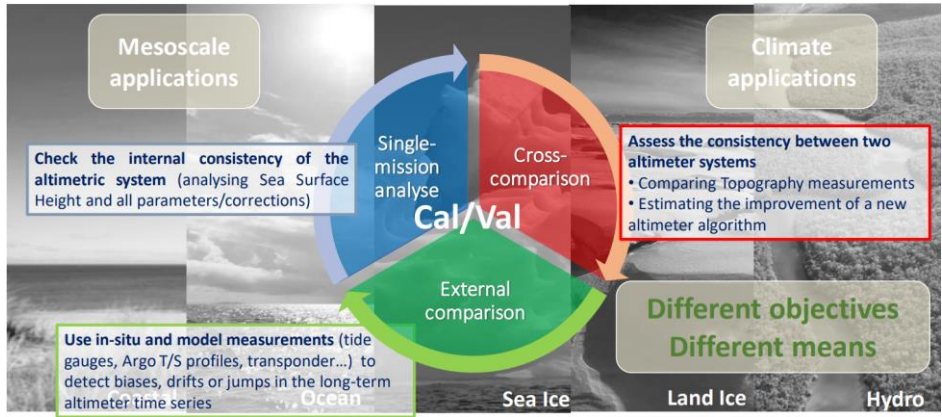 Mesoscale
applications
Climate
applications
Check the internal consistency of the
altimetric system (analysing Sea Surface
Height and all parameters/corrections)
Single-
mission
analyse
Cross-
comparison
Cal/Val
Assess the consistency between two
altimeter systems
• Comparing Topography measurements
• Estimating the improvement of a new
altimeter algorithm
External
comparison
Different objectives
Different means
Use in-situ and model measurements (tide
gauges, Argo T/S profiles, transponder...) to
detect biases, drifts or jumps in the long-term
altimeter time series
Coastal
Ocean
Sea Ice
Land Ice
Hydro